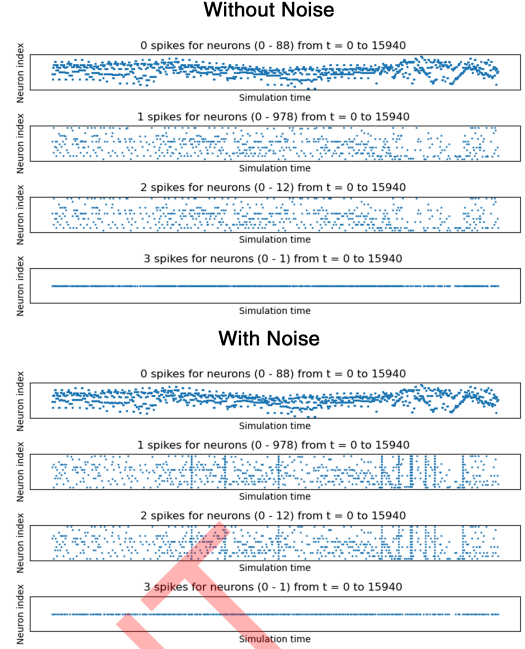 Without Noise
0 spikes for neurons (0 - 88) from t = 0 to 15940
Neuron index
Simulation time
1 spikes for neurons (0 - 978) from t = 0 to 15940
Neuron index
Simulation time
2 spikes for neurons (0 - 12) from t = 0 to 15940
Neuron index
Simulation time
3 spikes for neurons (0 - 1) from t = 0 to 15940
Neuron index
Simulation time
With Noise
0 spikes for neurons (0 - 88) from t = 0 to 15940
Neuron index
Simulation time
1 spikes for neurons (0 - 978) from t = 0 to 15940
Neuron index
Simulation time
2 spikes for neurons (0 - 12) from t = 0 to 15940
Neuron index
Simulation time
3 spikes for neurons (0 - 1) from t = 0 to 15940
Neuron index
Simulation time